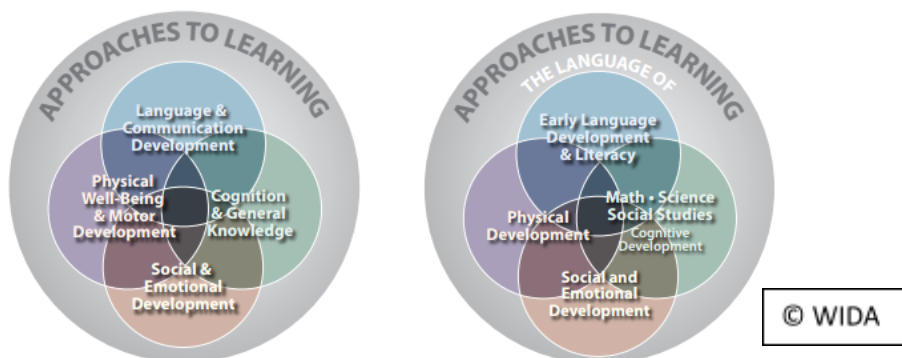 APPROACHES TO LEARNING
Language &
Communication
Development
Physical
Well-Being
& Motor
Development
Cognition
& General
Knowledge
Social &
Emotional
Development
APPROACHES TO LEARNING
THE LANGUAGE OF
Early Language
Development
& Literacy
Physical
Development
Math • Science
Social Studies
Cognitive
Development
Social and
Emotional
Development
© WIDA